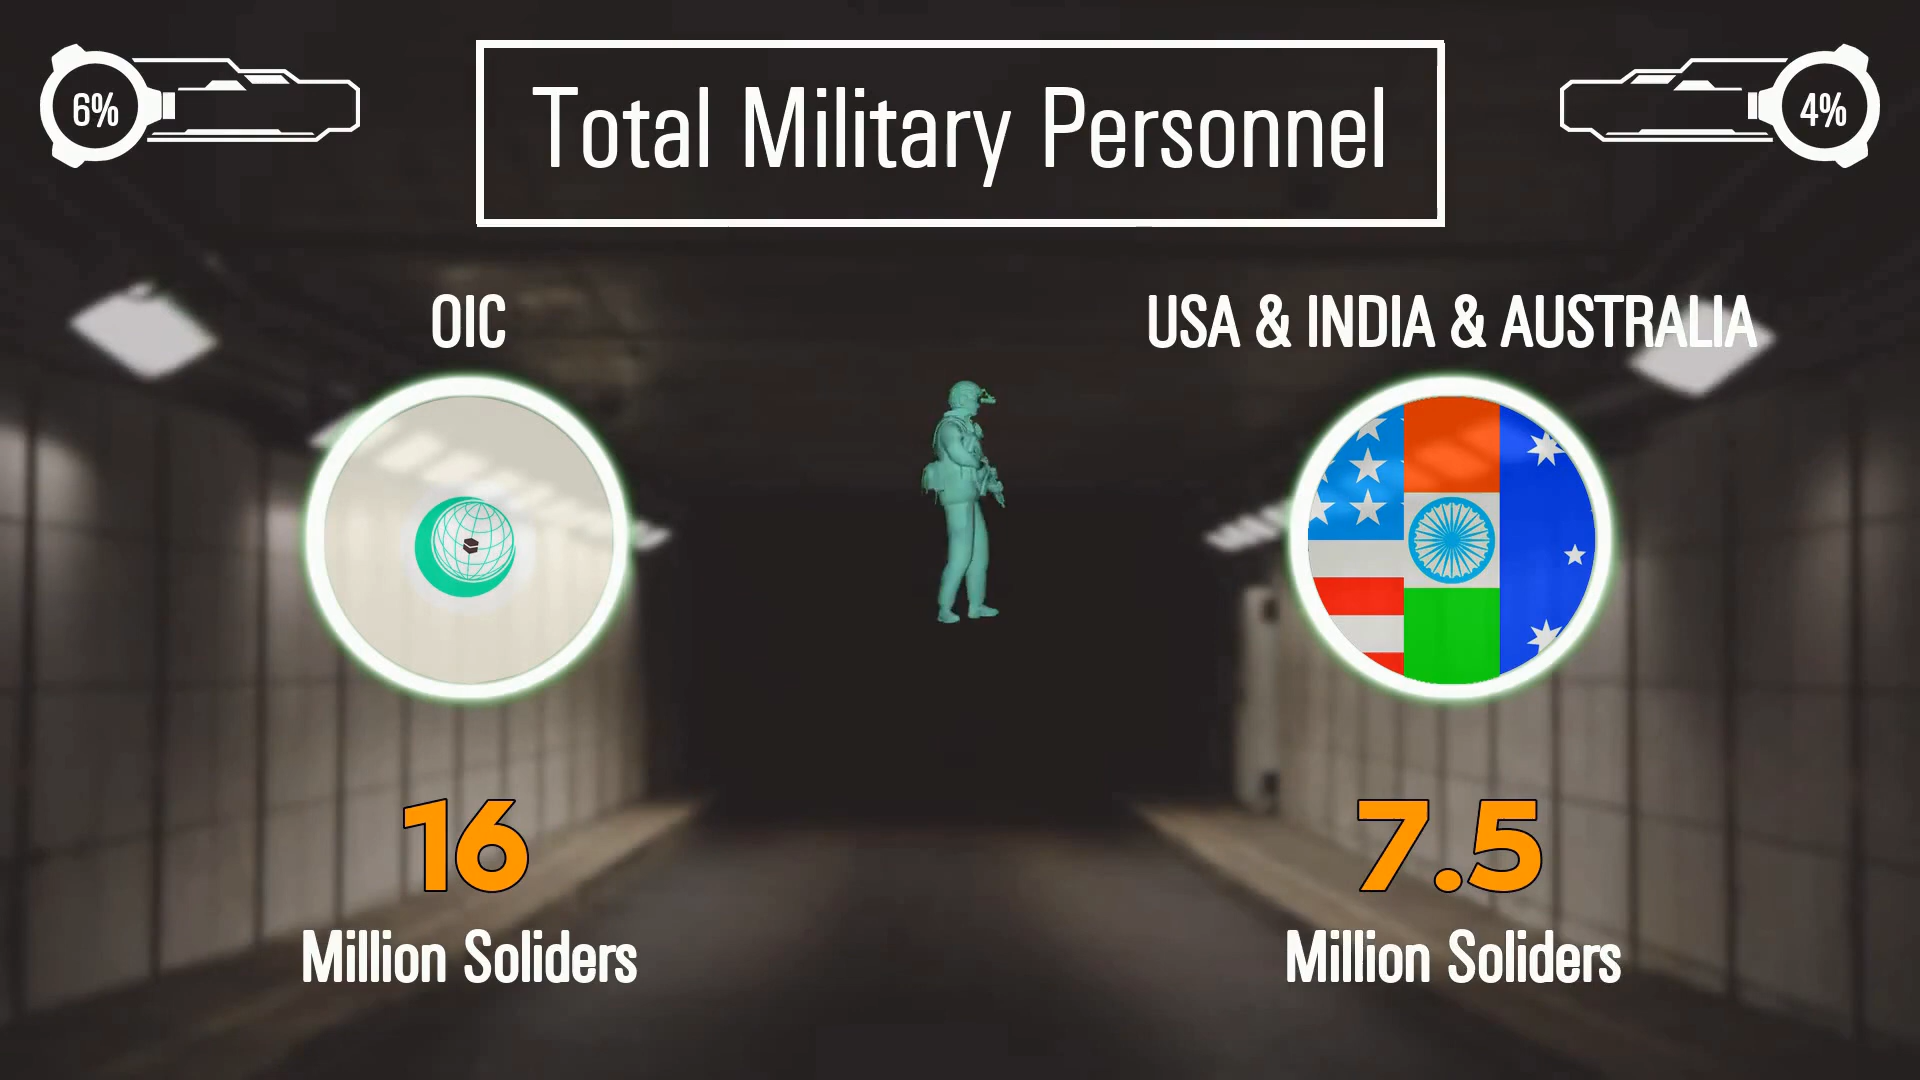 6%
Total Military Personnel
4%
OIC
USA & INDIA & AUSTRALIA
16
7.5
Million Soliders
Million Soliders